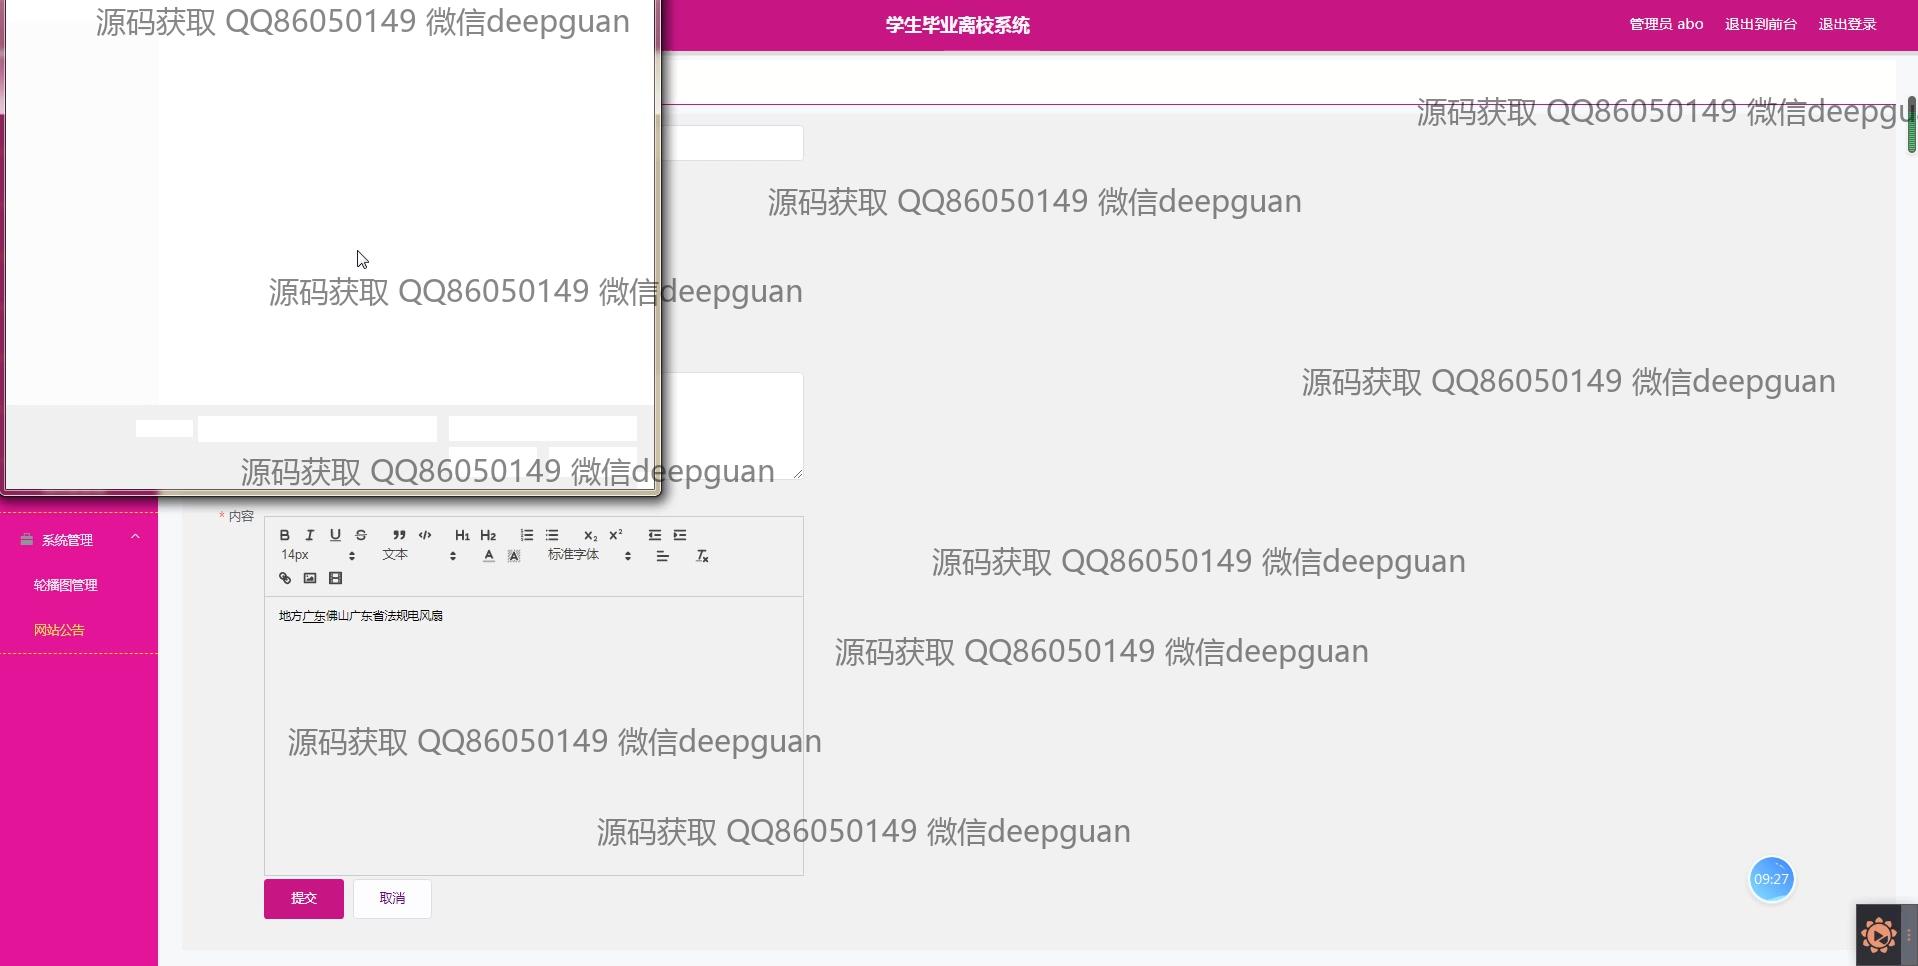 源码获取 QQ86050149 微信deepguan
学生毕业离校系统
管理员 abo
退出到前台
退出登录
源码获取 QQ86050149 微信deepgu
源码获取 QQ86050149 微信deepguan
源码获取 QQ86050149 微信deepguan
源码获取 QQ86050149 微信deepguan
源码获取 QQ86050149 微信deepguan
* 内容
B I U S ❞ </> H1 H2 X2 X²
14px 文本 A A 标准字体 Tx
系统管理
轮播图管理
网站公告
源码获取 QQ86050149 微信deepguan
地方广东佛山广东省法规电风扇
源码获取 QQ86050149 微信deepguan
源码获取 QQ86050149 微信deepguan
源码获取 QQ86050149 微信deepguan
09:27
提交
取消